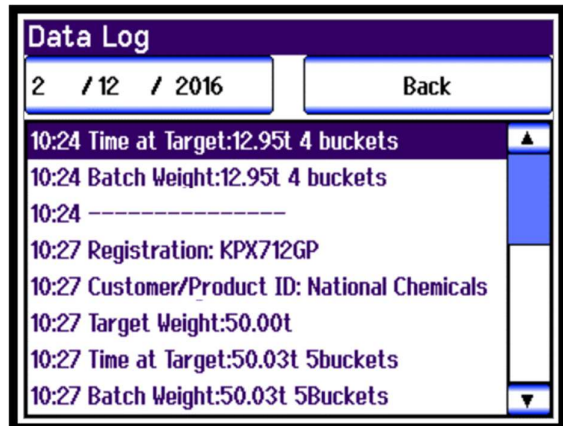 Data Log
2 / 12 / 2016 Back
10:24 Time at Target:12.95t 4 buckets
10:24 Batch Weight:12.95t 4 buckets
10:24 ---------------
10:27 Registration: KPX712GP
10:27 Customer/Product ID: National Chemicals
10:27 Target Weight:50.00t
10:27 Time at Target:50.03t 5buckets
10:27 Batch Weight:50.03t 5Buckets